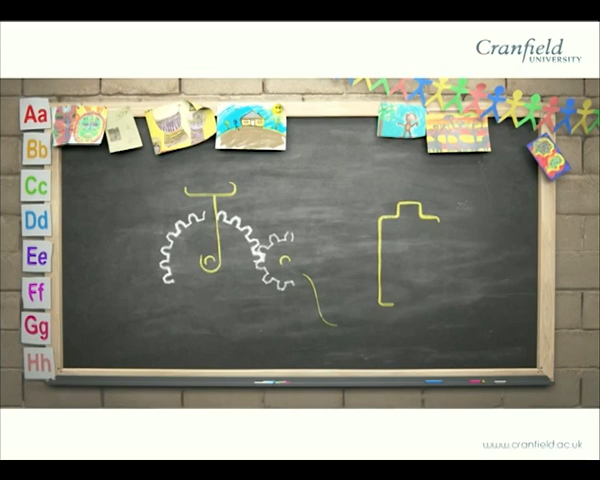 Cranfield
UNIVERSITY
Aa
Bb
Cc
Dd
Ee
Ff
Gg
Hh
www.cranfield.ac.uk